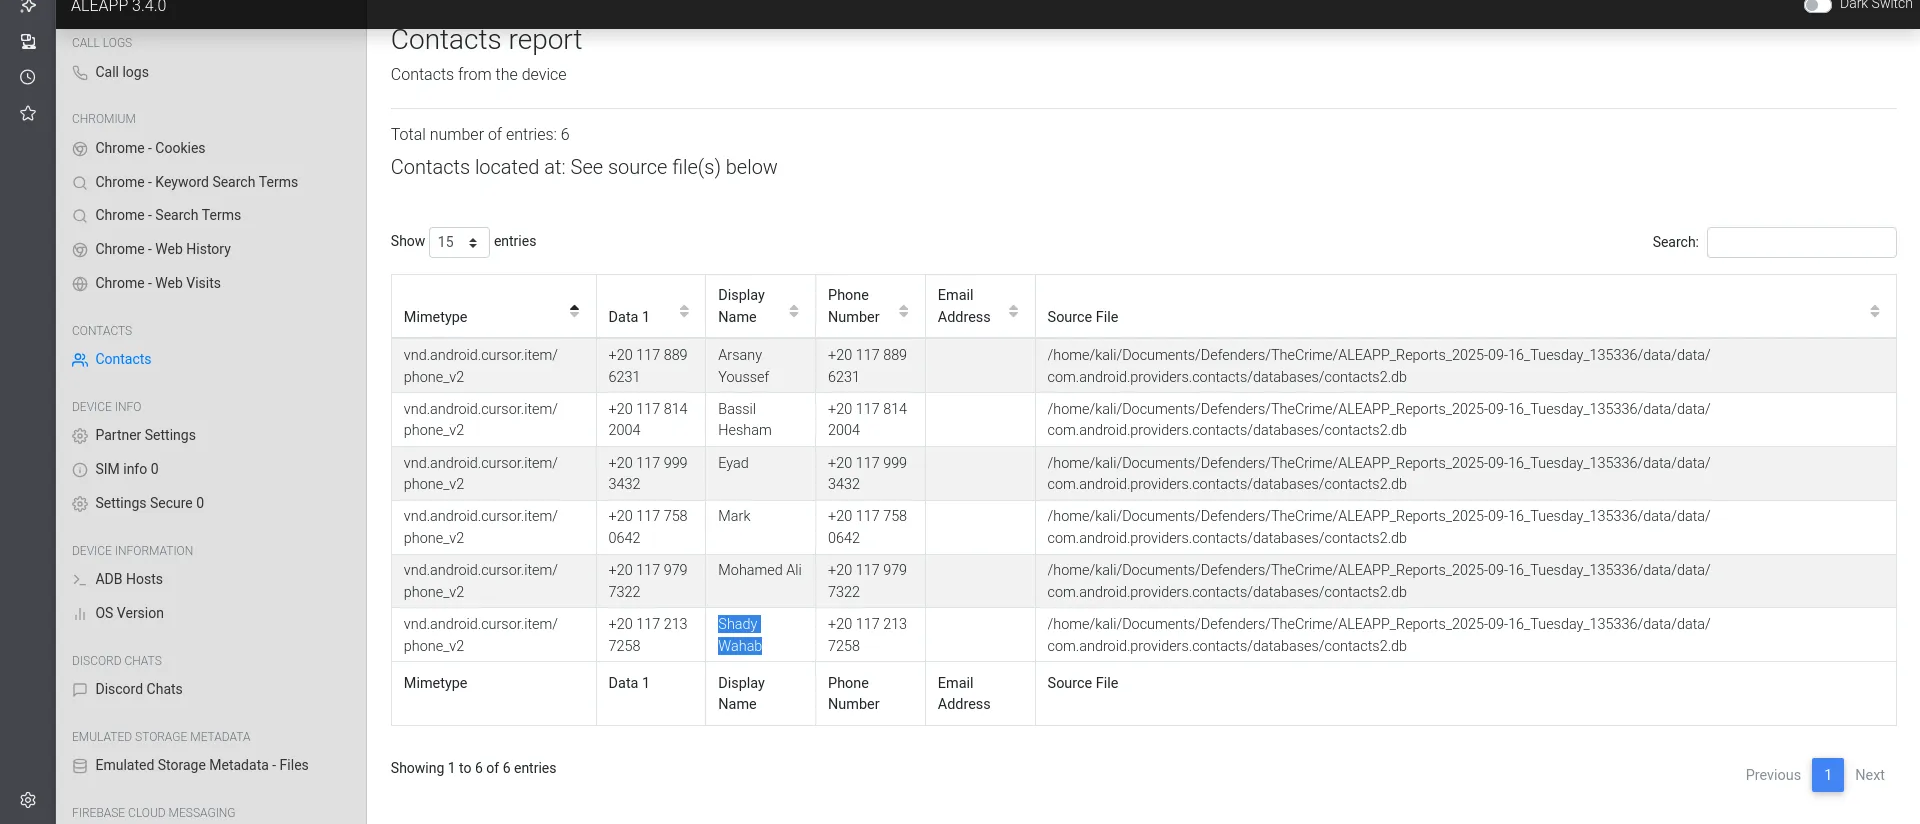 ALEAPP 3.4.0
Dark Switch
CALL LOGS
Call logs
CHROMIUM
Chrome - Cookies
Chrome - Keyword Search Terms
Chrome - Search Terms
Chrome - Web History
Chrome - Web Visits
CONTACTS
Contacts
DEVICE INFO
Partner Settings
SIM info 0
Settings Secure 0
DEVICE INFORMATION
ADB Hosts
OS Version
DISCORD CHATS
Discord Chats
EMULATED STORAGE METADATA
Emulated Storage Metadata - Files
FIREBASE CLOUD MESSAGING
Contacts report
Contacts from the device
Total number of entries: 6
Contacts located at: See source file(s) below
Show 15 entries
Search:
Mimetype Data 1 Display Name Phone Number Email Address Source File
vnd.android.cursor.item/ +20 117 889 Arsany +20 117 889 /home/kali/Documents/Defenders/TheCrime/ALEAPP_Reports_2025-09-16_Tuesday_135336/data/data/
phone_v2 6231 Youssef 6231 com.android.providers.contacts/databases/contacts2.db
vnd.android.cursor.item/ +20 117 814 Bassil +20 117 814 /home/kali/Documents/Defenders/TheCrime/ALEAPP_Reports_2025-09-16_Tuesday_135336/data/data/
phone_v2 2004 Hesham 2004 com.android.providers.contacts/databases/contacts2.db
vnd.android.cursor.item/ +20 117 999 Eyad +20 117 999 /home/kali/Documents/Defenders/TheCrime/ALEAPP_Reports_2025-09-16_Tuesday_135336/data/data/
phone_v2 3432 3432 com.android.providers.contacts/databases/contacts2.db
vnd.android.cursor.item/ +20 117 758 Mark +20 117 758 /home/kali/Documents/Defenders/TheCrime/ALEAPP_Reports_2025-09-16_Tuesday_135336/data/data/
phone_v2 0642 0642 com.android.providers.contacts/databases/contacts2.db
vnd.android.cursor.item/ +20 117 979 Mohamed Ali +20 117 979 /home/kali/Documents/Defenders/TheCrime/ALEAPP_Reports_2025-09-16_Tuesday_135336/data/data/
phone_v2 7322 7322 com.android.providers.contacts/databases/contacts2.db
vnd.android.cursor.item/ +20 117 213 Shady +20 117 213 /home/kali/Documents/Defenders/TheCrime/ALEAPP_Reports_2025-09-16_Tuesday_135336/data/data/
phone_v2 7258 Wahab 7258 com.android.providers.contacts/databases/contacts2.db
Mimetype Data 1 Display Phone Email Source File
Name Number Address
Showing 1 to 6 of 6 entries
Previous 1 Next